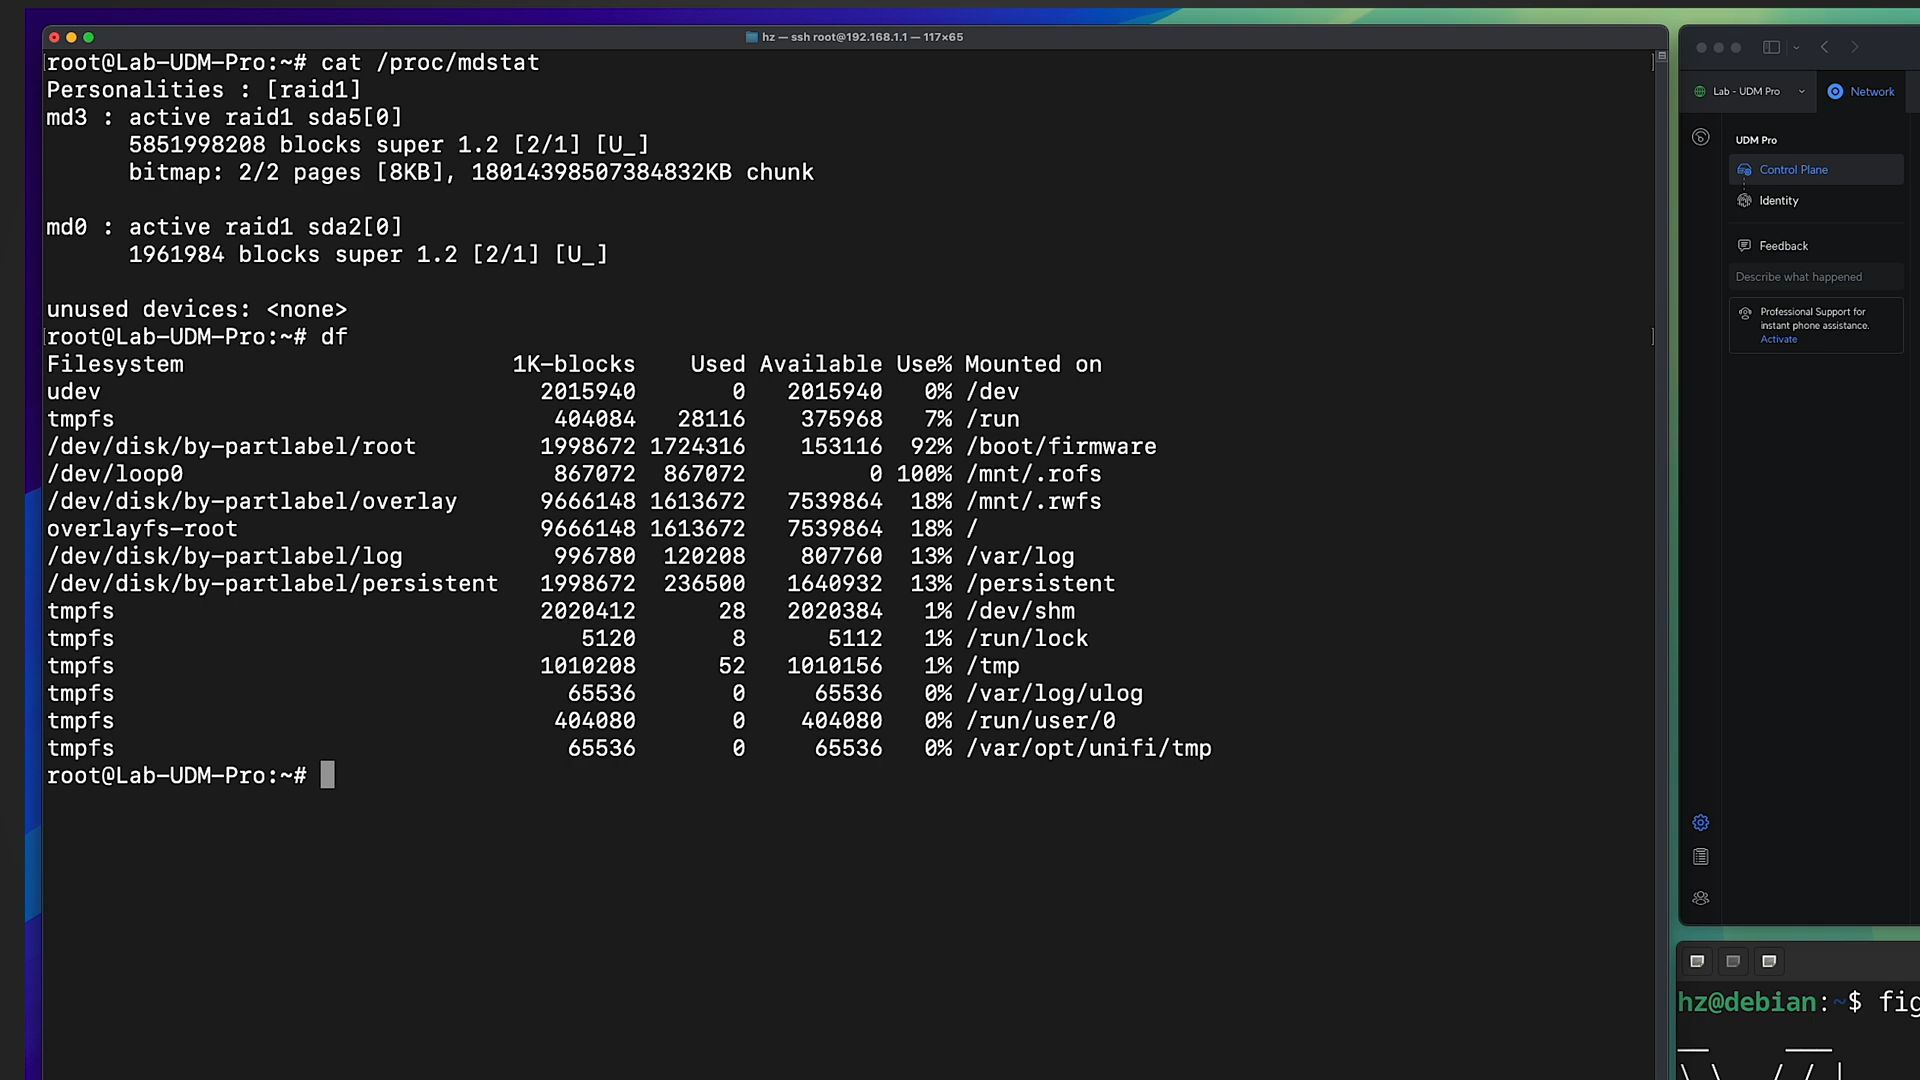 hz — ssh root@192.168.1.1 — 117×65
root@Lab-UDM-Pro:~# cat /proc/mdstat
Personalities : [raid1]
md3 : active raid1 sda5[0]
      5851998208 blocks super 1.2 [2/1] [U_]
      bitmap: 2/2 pages [8KB], 18014398507384832KB chunk
md0 : active raid1 sda2[0]
      1961984 blocks super 1.2 [2/1] [U_]
unused devices: <none>
root@Lab-UDM-Pro:~# df
Filesystem                        1K-blocks    Used Available Use% Mounted on
udev                                2015940       0   2015940   0% /dev
tmpfs                                404084   28116    375968   7% /run
/dev/disk/by-partlabel/root         1998672 1724316    153116  92% /boot/firmware
/dev/loop0                           867072  867072         0 100% /mnt/.rofs
/dev/disk/by-partlabel/overlay      9666148 1613672   7539864  18% /mnt/.rwfs
overlayfs-root                      9666148 1613672   7539864  18% /
/dev/disk/by-partlabel/log           996780  120208    807760  13% /var/log
/dev/disk/by-partlabel/persistent   1998672  236500   1640932  13% /persistent
tmpfs                               2020412      28   2020384   1% /dev/shm
tmpfs                                  5120       8      5112   1% /run/lock
tmpfs                               1010208      52   1010156   1% /tmp
tmpfs                                 65536       0     65536   0% /var/log/ulog
tmpfs                                404080       0    404080   0% /run/user/0
tmpfs                                 65536       0     65536   0% /var/opt/unifi/tmp
root@Lab-UDM-Pro:~#
Lab - UDM Pro
Network
UDM Pro
Control Plane
Identity
Feedback
Describe what happened
Professional Support for
instant phone assistance.
Activate
hz@debian:~$ fig